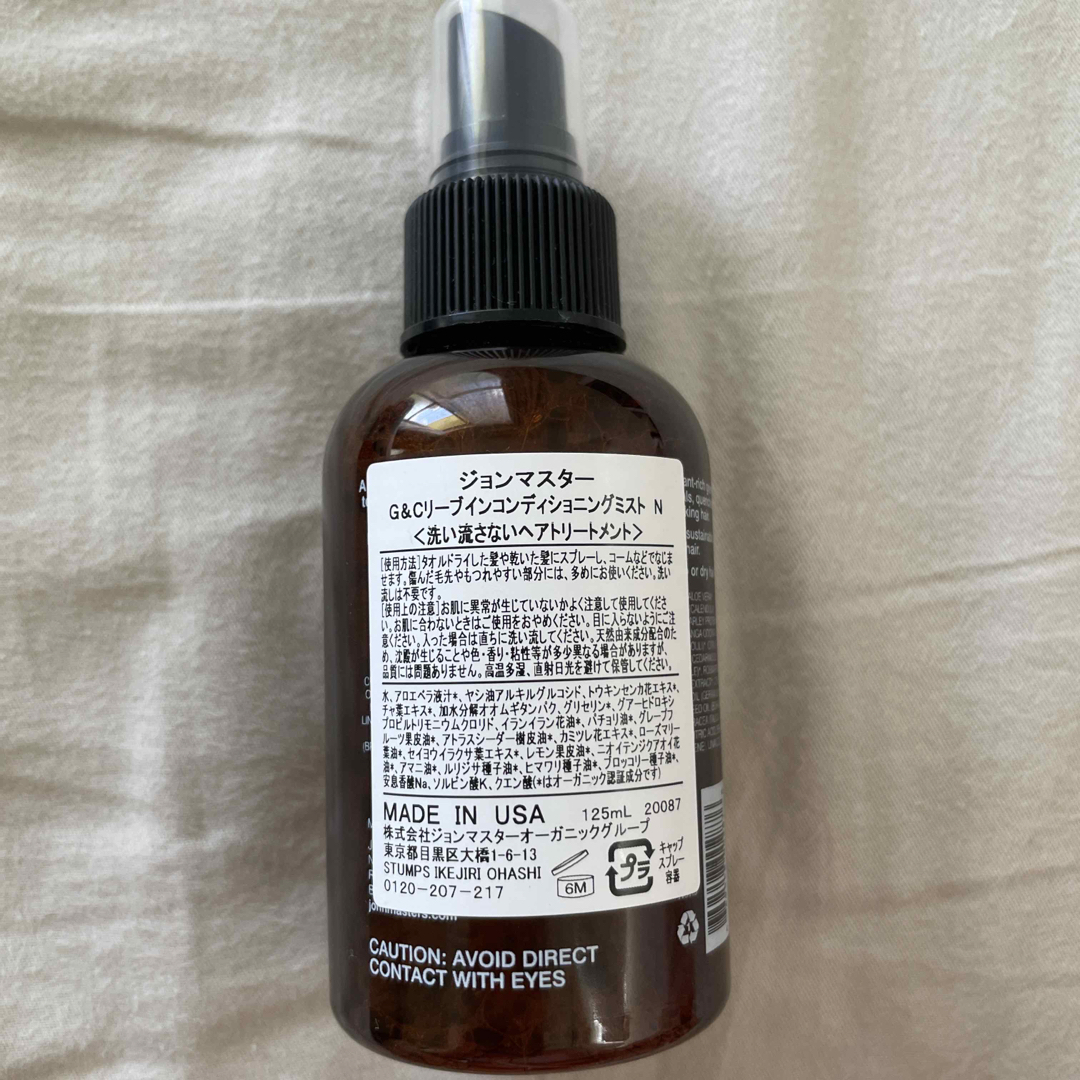 ジョンマスター
G&Cリーブインコンディショニングミスト N
<洗い流さないヘアトリートメント>
[使用方法]タオルドライした髪や乾いた髪にスプレーし、コームなどでなじま
せます。傷んだ毛先やもつれやすい部分には、多めにお使いください。洗い
流しは不要です。
[使用上の注意]お肌に異常が生じていないかよく注意して使用してくださ
い。お肌に合わないときはご使用をおやめください。目に入らないようにご注
意ください。入った場合は直ちに洗い流してください。天然由来成分配合のた
め、沈殿が生じることや色・香り・粘性等が多少異なる場合がありますが、
品質には問題ありません。高温多湿、直射日光を避けて保管してください。
水、アロエベラ液汁*、ヤシ油アルキルグルコシド、トウキンセンカ花エキス*、
チャ葉エキス*、加水分解オオムギタンパク、グリセリン*、グアーヒドロキシ
プロピルトリモニウムクロリド、イランイラン花油*、パチョリ油*、グレープフ
ルーツ果皮油*、アトラスシーダー樹皮油*、カミツレ花エキス*、ローズマリー
葉油*、セイヨウイラクサ葉エキス*、レモン果皮油*、ニオイテンジクアオイ花
油*、アマニ油*、ルリジサ種子油*、ヒマワリ種子油*、ブロッコリー種子油*、
安息香酸Na、ソルビン酸K、クエン酸(*はオーガニック認証成分です)
MADE IN USA 125mL 20087
株式会社ジョンマスターオーガニックグループ
東京都目黒区大橋1-6-13
STUMPS IKEJIRI OHASHI
0120-207-217
6M
プラ
キャップ
スプレー
容器
johnmasters.com
CAUTION: AVOID DIRECT
CONTACT WITH EYES